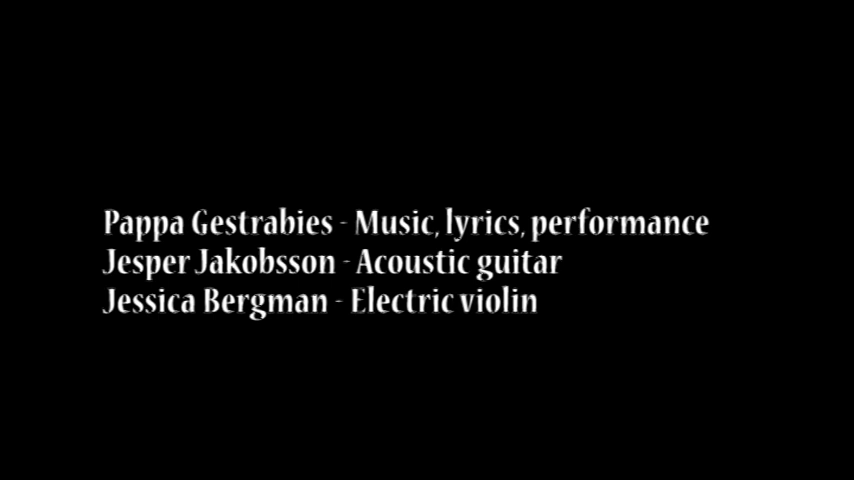 Pappa Gestrabies - Music, lyrics, performance
Jesper Jakobsson - Acoustic guitar
Jessica Bergman - Electric violin